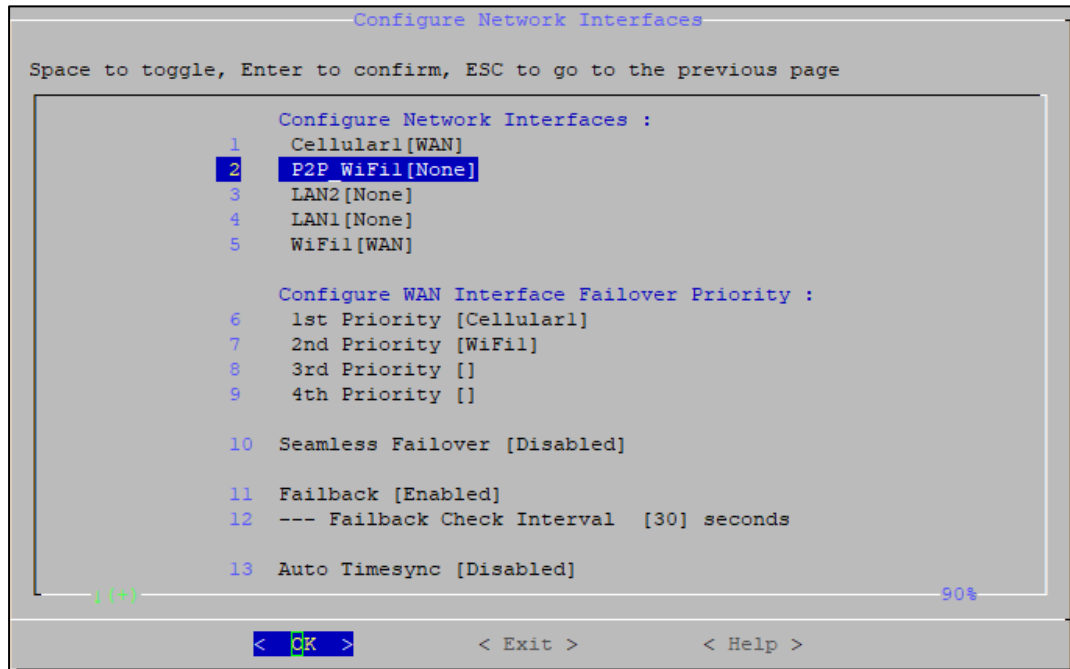 Configure Network Interfaces
Space to toggle, Enter to confirm, ESC to go to the previous page
Configure Network Interfaces :
1 Cellular1[WAN]
2 P2P_WiFi1[None]
3 LAN2[None]
4 LAN1[None]
5 WiFi1[WAN]
Configure WAN Interface Failover Priority :
6 1st Priority [Cellular1]
7 2nd Priority [WiFi1]
8 3rd Priority []
9 4th Priority []
10 Seamless Failover [Disabled]
11 Failback [Enabled]
12 --- Failback Check Interval [30] seconds
13 Auto Timesync [Disabled]
↓(+) 90%
< OK > < Exit > < Help >